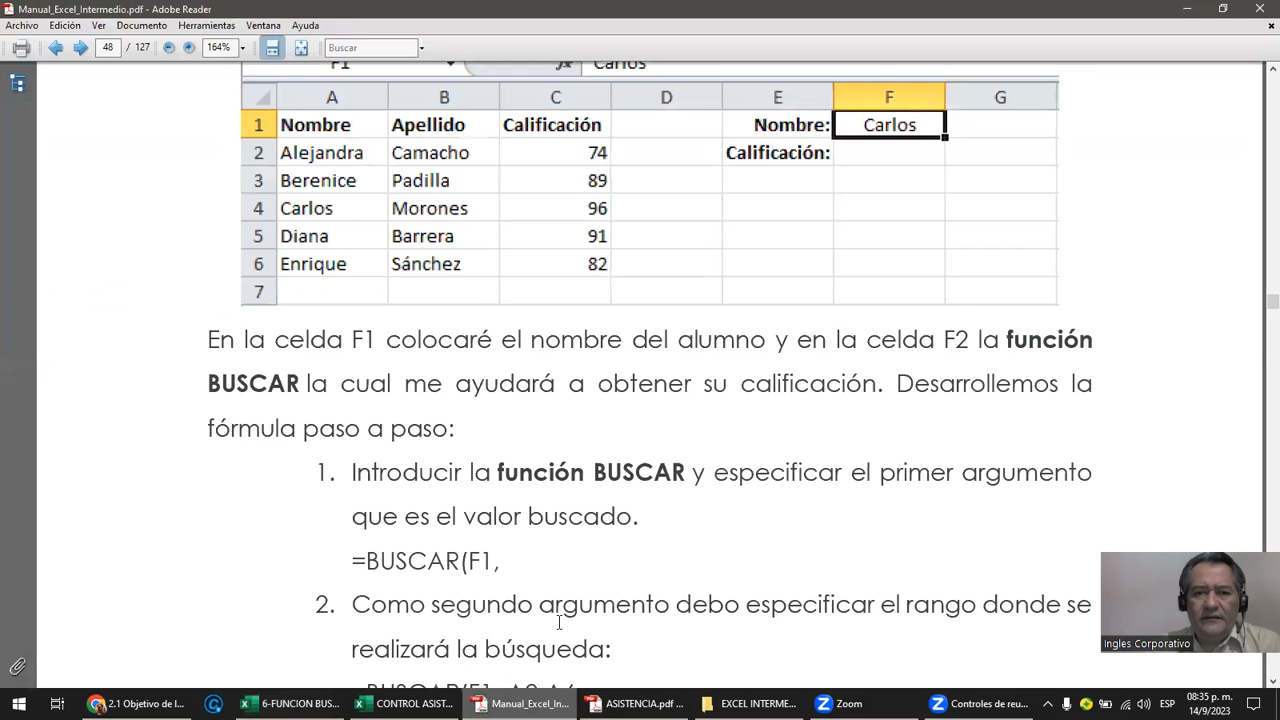 Manual_Excel_Intermedio.pdf - Adobe Reader
Archivo Edición Ver Documento Herramientas Ventana Ayuda
48 / 127 164% Buscar
F1 fx Carlos
A B C D E F G
1 Nombre Apellido Calificación Nombre: Carlos
2 Alejandra Camacho 74 Calificación:
3 Berenice Padilla 89
4 Carlos Morones 96
5 Diana Barrera 91
6 Enrique Sánchez 82
7
En la celda F1 colocaré el nombre del alumno y en la celda F2 la función
BUSCAR la cual me ayudará a obtener su calificación. Desarrollemos la
fórmula paso a paso:
1. Introducir la función BUSCAR y especificar el primer argumento
que es el valor buscado.
=BUSCAR(F1,
2. Como segundo argumento debo especificar el rango donde se
realizará la búsqueda:
Ingles Corporativo
2.1 Objetivo de l... 6-FUNCION BUS... CONTROL ASIST... Manual_Excel_In... ASISTENCIA.pdf ... EXCEL INTERME... Zoom Controles de reu... ESP 08:35 p. m.
14/9/2023